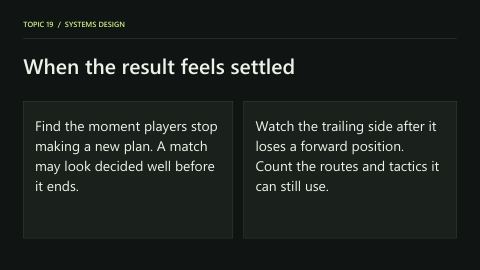 TOPIC 19 / SYSTEMS DESIGN
When the result feels settled
Find the moment players stop
making a new plan. A match
may look decided well before
it ends.
Watch the trailing side after it
loses a forward position.
Count the routes and tactics it
can still use.